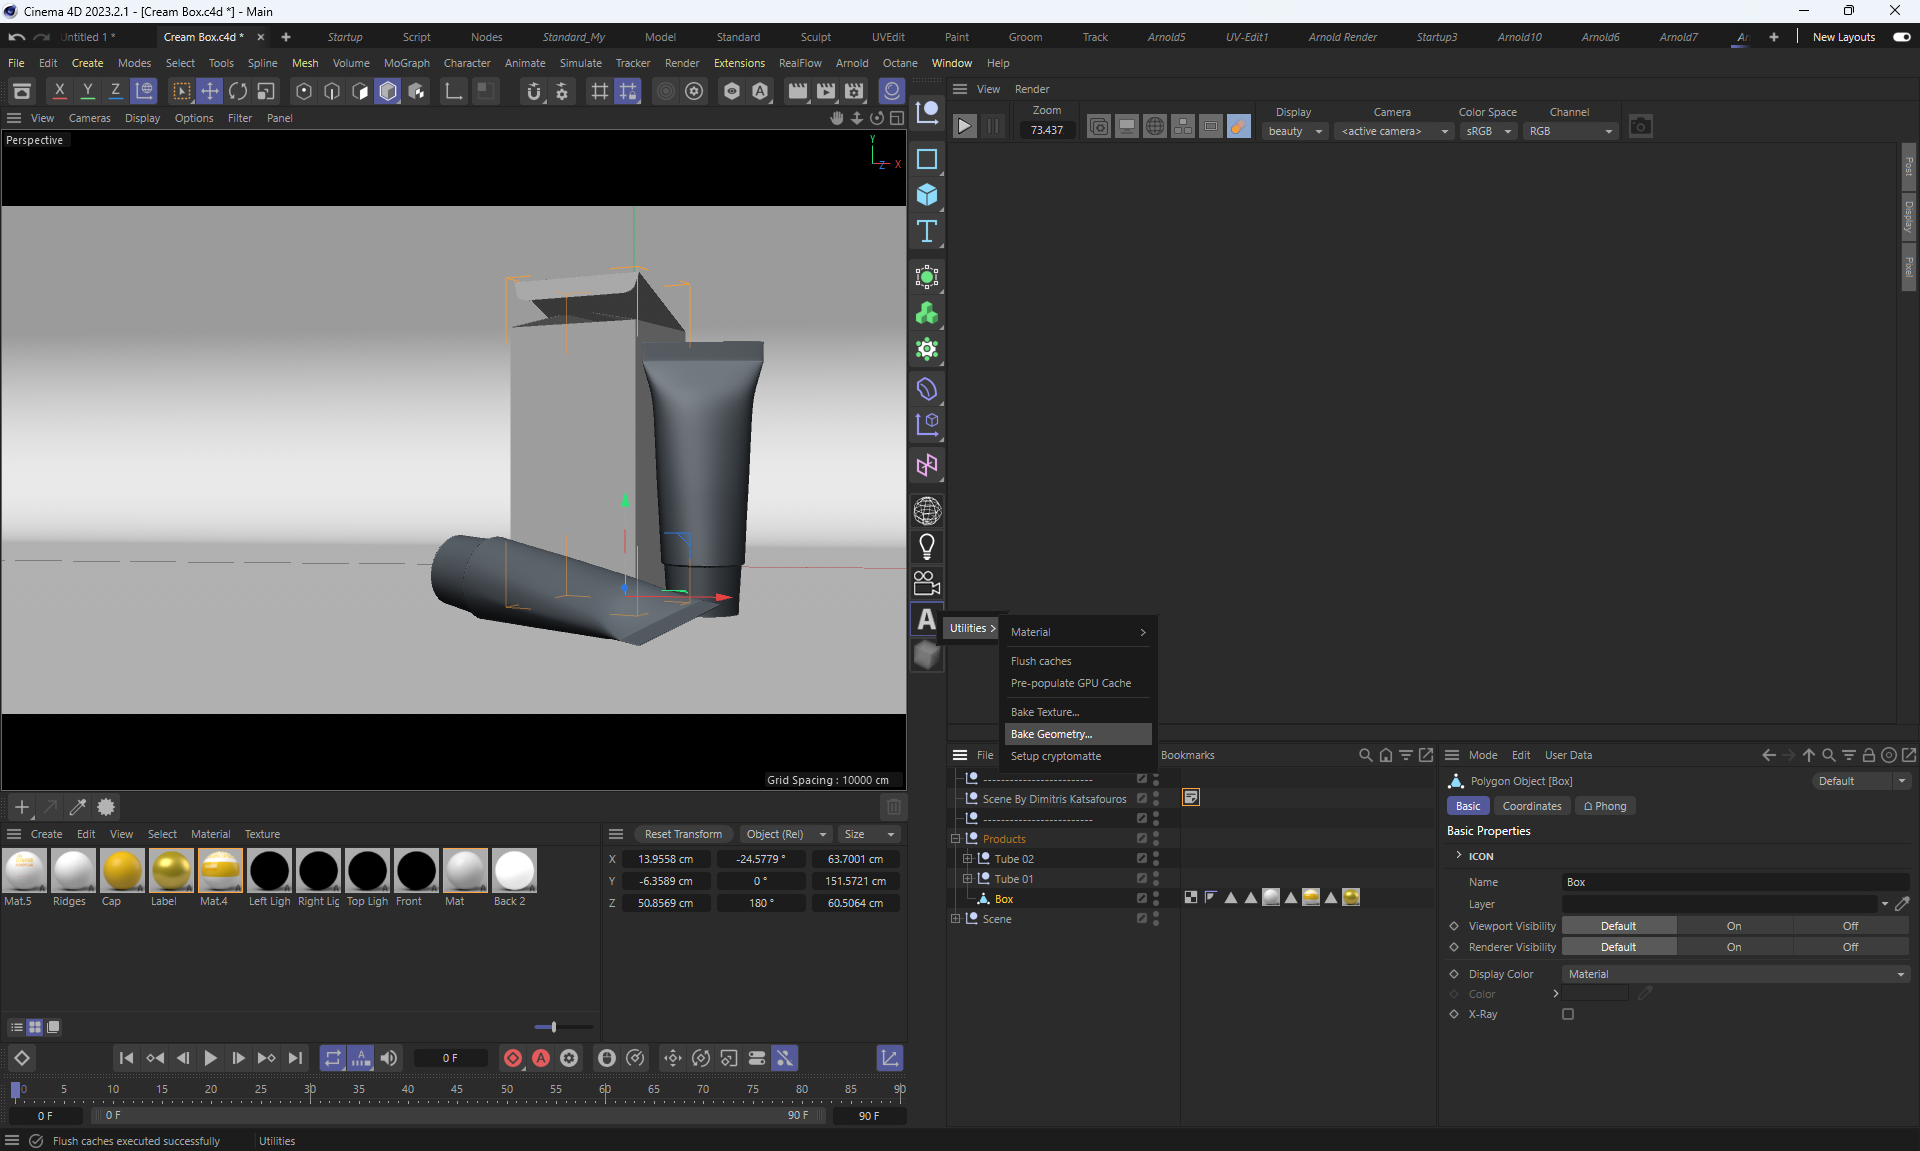 Cinema 4D 2023.2.1 - [Cream Box.c4d *] - Main
Untitled 1 *
Cream Box.c4d *
Startup
Script
Nodes
Standard_My
Model
Standard
Sculpt
UVEdit
Paint
Groom
Track
Arnold5
UV-Edit1
Arnold Render
Startup3
Arnold10
Arnold6
Arnold7
New Layouts
File Edit Create Modes Select Tools Spline Mesh Volume MoGraph Character Animate Simulate Tracker Render Extensions RealFlow Arnold Octane Window Help
X Y Z
View Render
View Cameras Display Options Filter Panel
Zoom
73.437
Display
beauty
Camera
<active camera>
Color Space
sRGB
Channel
RGB
Perspective
Y
Z X
Post
Display
Pixel
Utilities >
Material
Flush caches
Pre-populate GPU Cache
Bake Texture...
Bake Geometry...
Setup cryptomatte
Grid Spacing : 10000 cm
File
Bookmarks
-------------------------
Scene By Dimitris Katsafouros
-------------------------
Products
Tube 02
Tube 01
Box
Scene
Mode Edit User Data
Polygon Object [Box]
Default
Basic Coordinates Phong
Basic Properties
ICON
Name Box
Layer
Viewport Visibility Default On Off
Renderer Visibility Default On Off
Display Color Material
Color
X-Ray
Create Edit View Select Material Texture
Mat.5 Ridges Cap Label Mat.4 Left Ligh Right Lig Top Ligh Front Mat Back 2
Reset Transform Object (Rel) Size
X 13.9558 cm -24.5779 ° 63.7001 cm
Y -6.3589 cm 0 ° 151.5721 cm
Z 50.8569 cm 180 ° 60.5064 cm
0 F
0 5 10 15 20 25 30 35 40 45 50 55 60 65 70 75 80 85 90
0 F 0 F 90 F 90 F
Flush caches executed successfully Utilities